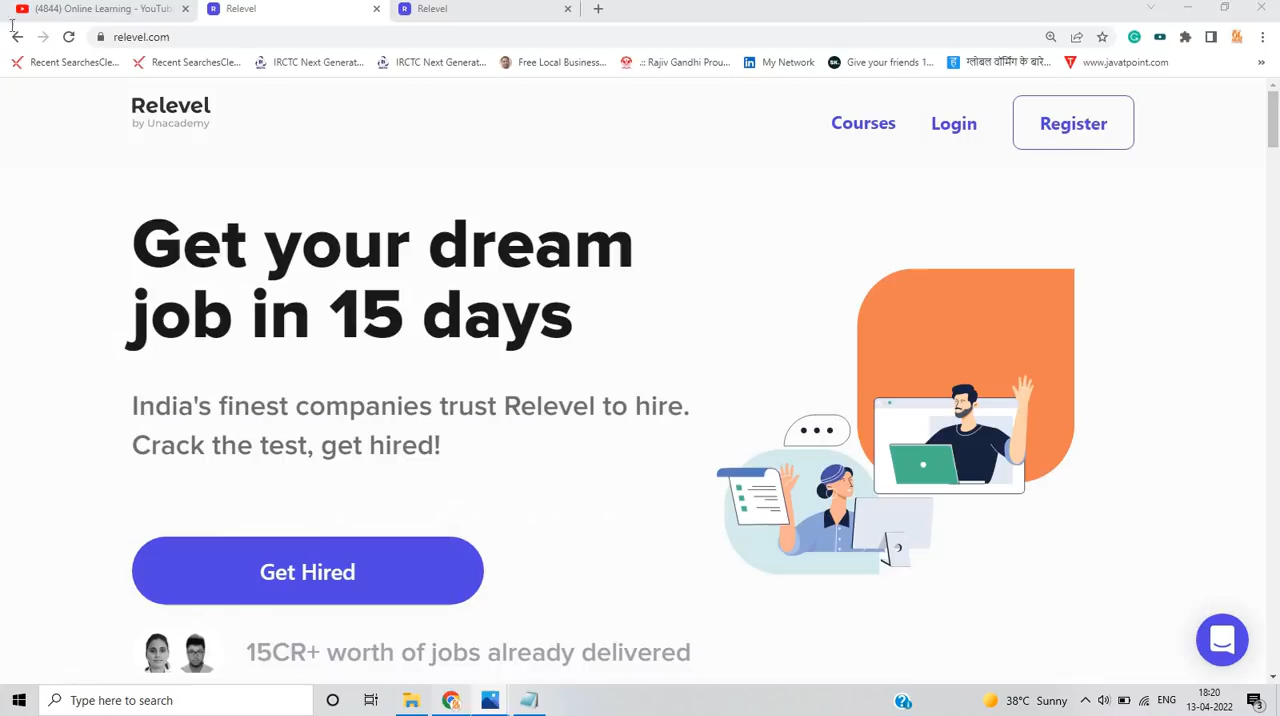 (4844) Online Learning - YouTub
Relevel
Relevel
relevel.com
Recent SearchesCle...
Recent SearchesCle...
IRCTC Next Generat...
IRCTC Next Generat...
Free Local Business...
.:: Rajiv Gandhi Prou...
My Network
Give your friends 1...
ग्लोबल वॉर्मिंग के बारे...
www.javatpoint.com
Relevel
by Unacademy
Courses
Login
Register
Get your dream
job in 15 days
India's finest companies trust Relevel to hire.
Crack the test, get hired!
Get Hired
15CR+ worth of jobs already delivered
Type here to search
38°C Sunny
ENG
18:20
13-04-2022